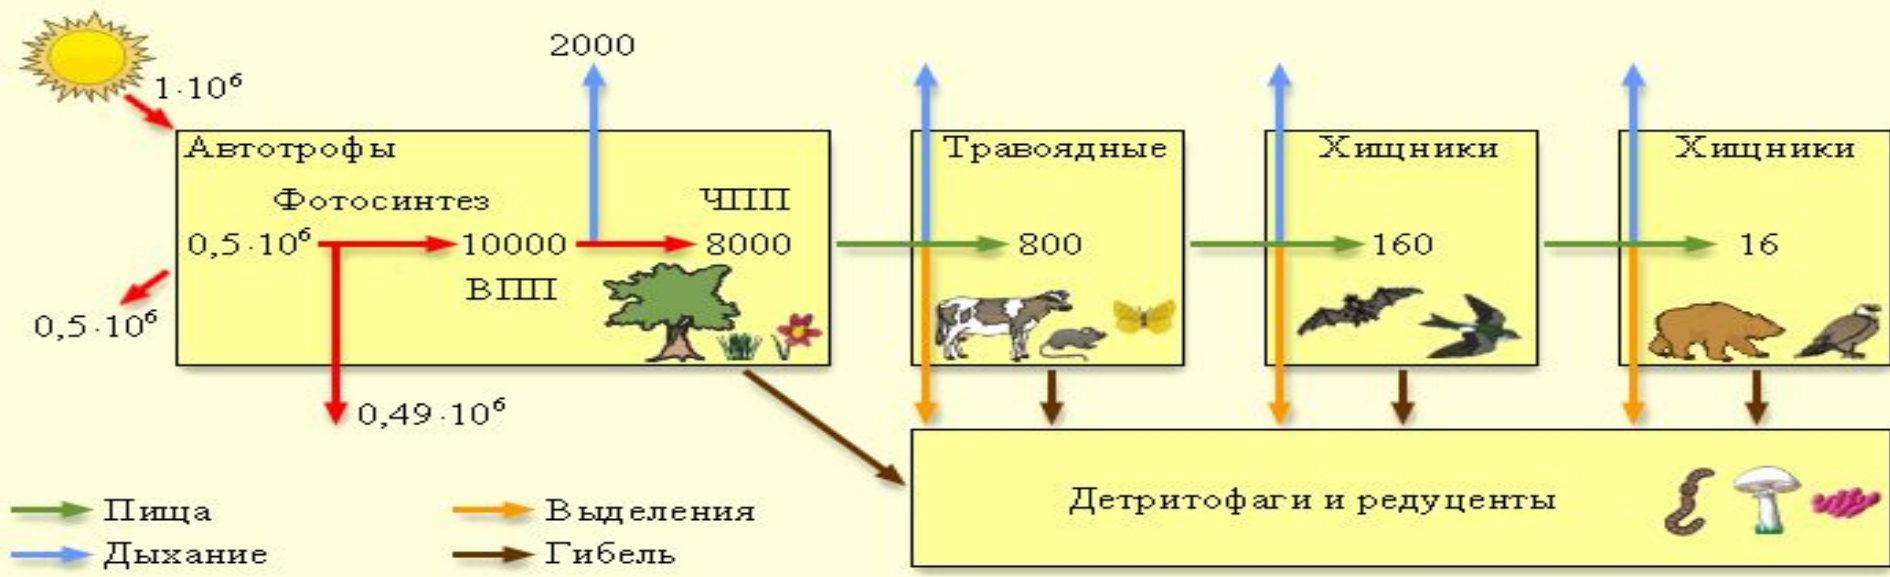 2000
1·10⁶
Автотрофы
Травоядные
Хищники
Хищники
Фотосинтез
ЧПП
0,5·10⁶
10000
8000
800
160
16
ВПП
0,5·10⁶
0,49·10⁶
Детритофаги и редуценты
Пища
Выделения
Дыхание
Гибель